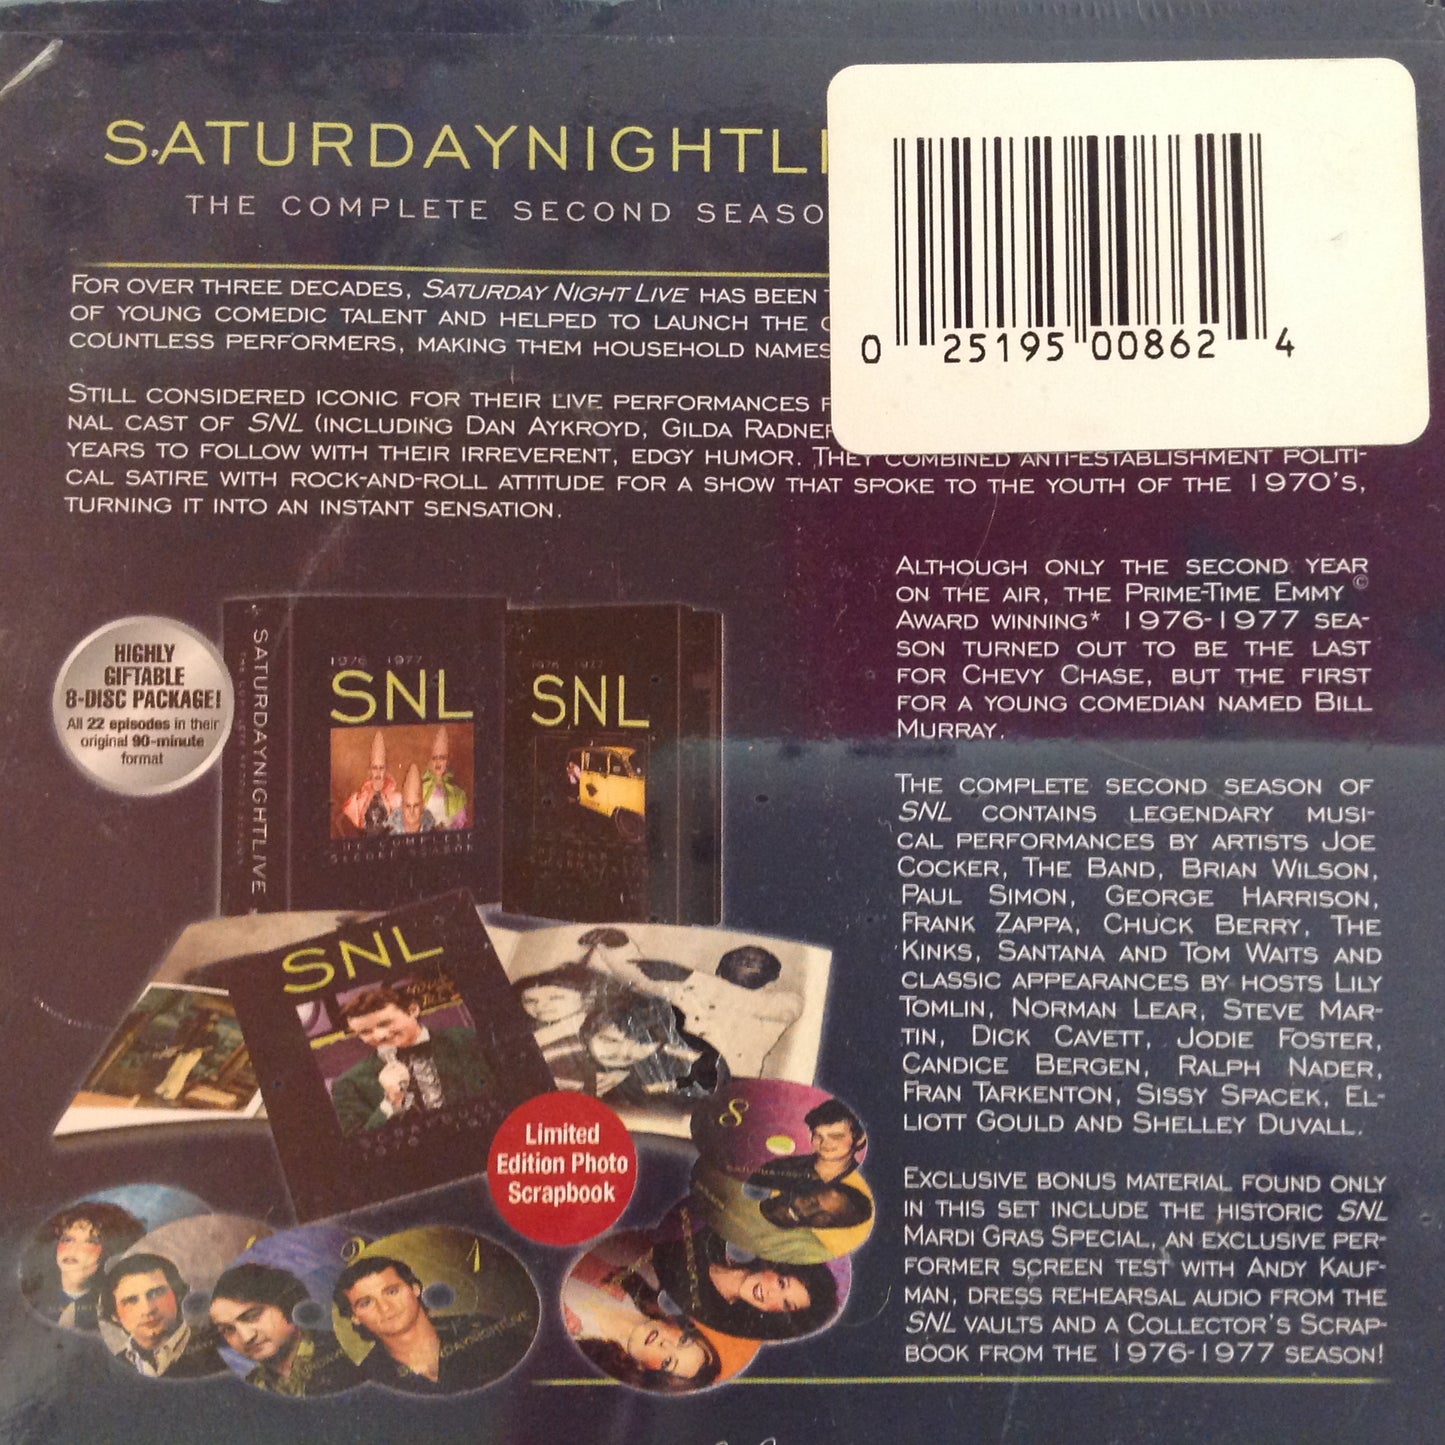 SATURDAYNIGHTLI
THE COMPLETE SECOND SEASO
0 25195 00862 4
FOR OVER THREE DECADES, SATURDAY NIGHT LIVE HAS BEEN
OF YOUNG COMEDIC TALENT AND HELPED TO LAUNCH THE
COUNTLESS PERFORMERS, MAKING THEM HOUSEHOLD NAMES
STILL CONSIDERED ICONIC FOR THEIR LIVE PERFORMANCES
NAL CAST OF SNL (INCLUDING DAN AYKROYD, GILDA RADNER
YEARS TO FOLLOW WITH THEIR IRREVERENT, EDGY HUMOR. THEY COMBINED ANTI-ESTABLISHMENT POLITI-
CAL SATIRE WITH ROCK-AND-ROLL ATTITUDE FOR A SHOW THAT SPOKE TO THE YOUTH OF THE 1970'S,
TURNING IT INTO AN INSTANT SENSATION.
HIGHLY
GIFTABLE
8-DISC PACKAGE!
All 22 episodes in their
original 90-minute
format
SATURDAYNIGHTLIVE
1976 1977
SNL
THE COMPLETE
SECOND SEASON
1976 1977
SNL
SNL
SCRAPBOOK
Limited
Edition Photo
Scrapbook
8
2
1
ALTHOUGH ONLY THE SECOND YEAR
ON THE AIR, THE PRIME-TIME EMMY©
AWARD WINNING* 1976-1977 SEA-
SON TURNED OUT TO BE THE LAST
FOR CHEVY CHASE, BUT THE FIRST
FOR A YOUNG COMEDIAN NAMED BILL
MURRAY.
THE COMPLETE SECOND SEASON OF
SNL CONTAINS LEGENDARY MUSI-
CAL PERFORMANCES BY ARTISTS JOE
COCKER, THE BAND, BRIAN WILSON,
PAUL SIMON, GEORGE HARRISON,
FRANK ZAPPA, CHUCK BERRY, THE
KINKS, SANTANA AND TOM WAITS AND
CLASSIC APPEARANCES BY HOSTS LILY
TOMLIN, NORMAN LEAR, STEVE MAR-
TIN, DICK CAVETT, JODIE FOSTER,
CANDICE BERGEN, RALPH NADER,
FRAN TARKENTON, SISSY SPACEK, EL-
LIOTT GOULD AND SHELLEY DUVALL.
EXCLUSIVE BONUS MATERIAL FOUND ONLY
IN THIS SET INCLUDE THE HISTORIC SNL
MARDI GRAS SPECIAL, AN EXCLUSIVE PER-
FORMER SCREEN TEST WITH ANDY KAUF-
MAN, DRESS REHEARSAL AUDIO FROM THE
SNL VAULTS AND A COLLECTOR'S SCRAP-
BOOK FROM THE 1976-1977 SEASON!